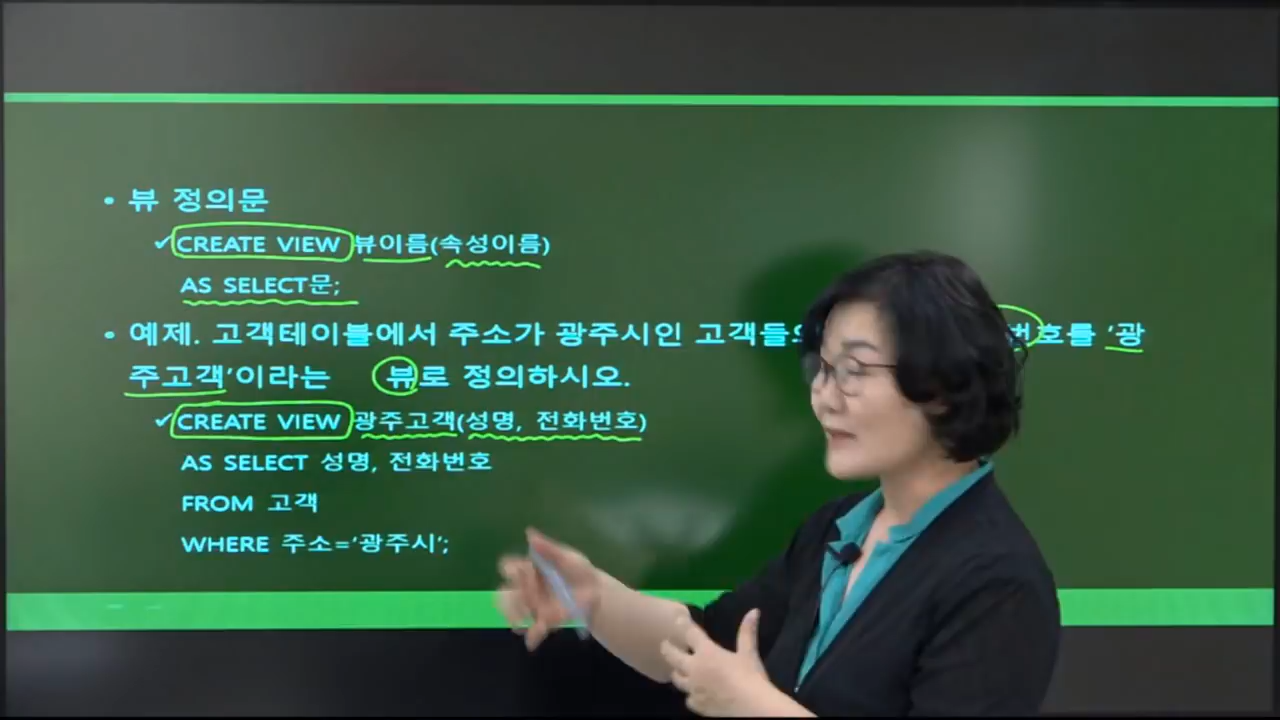 • 뷰 정의문
✓CREATE VIEW 뷰이름(속성이름)
AS SELECT문;
• 예제. 고객테이블에서 주소가 광주시인 고객들 번호를 '광
주고객'이라는 뷰로 정의하시오.
✓CREATE VIEW 광주고객(성명, 전화번호)
AS SELECT 성명, 전화번호
FROM 고객
WHERE 주소='광주시';